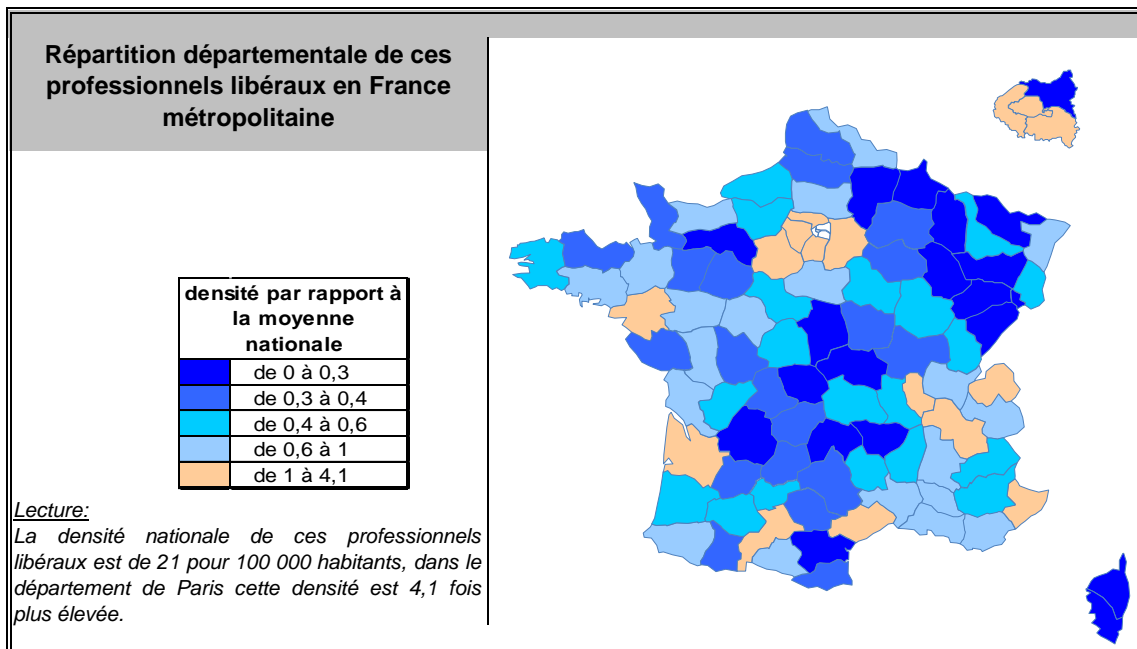 Répartition départementale de ces
professionnels libéraux en France
métropolitaine
densité par rapport à
la moyenne
nationale
de 0 à 0,3
de 0,3 à 0,4
de 0,4 à 0,6
de 0,6 à 1
de 1 à 4,1
Lecture:
La densité nationale de ces professionnels
libéraux est de 21 pour 100 000 habitants, dans le
département de Paris cette densité est 4,1 fois
plus élevée.